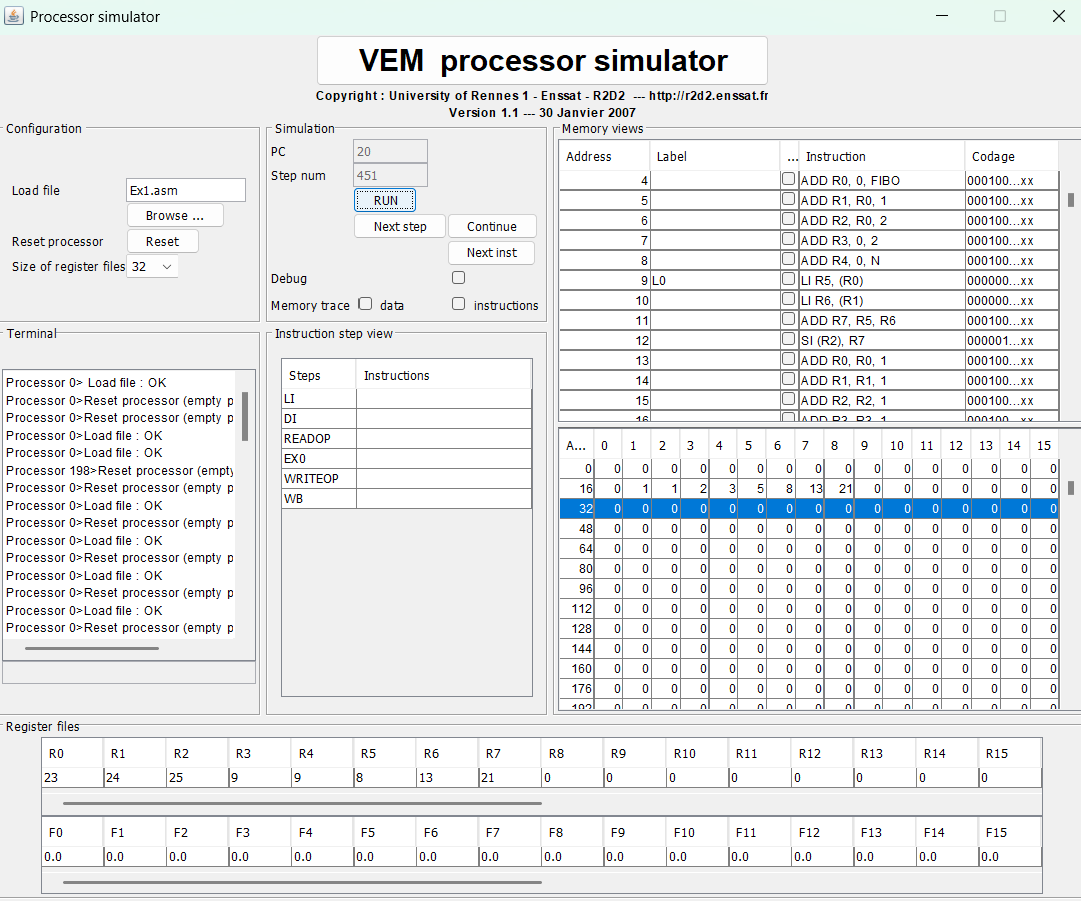 Processor simulator
VEM processor simulator
Copyright : University of Rennes 1 - Enssat - R2D2 --- http://r2d2.enssat.fr
Version 1.1 --- 30 Janvier 2007
Configuration
Load file Ex1.asm
Browse ...
Reset processor Reset
Size of register files 32
Simulation
PC 20
Step num 451
RUN
Next step Continue
Next inst
Debug
Memory trace data instructions
Memory views
Address Label ... Instruction Codage
4 ADD R0, 0, FIBO 000100...xx
5 ADD R1, R0, 1 000100...xx
6 ADD R2, R0, 2 000100...xx
7 ADD R3, 0, 2 000100...xx
8 ADD R4, 0, N 000100...xx
9 L0 LI R5, (R0) 000000...xx
10 LI R6, (R1) 000000...xx
11 ADD R7, R5, R6 000100...xx
12 SI (R2), R7 000001...xx
13 ADD R0, R0, 1 000100...xx
14 ADD R1, R1, 1 000100...xx
15 ADD R2, R2, 1 000100...xx
16 ADD R3, R3, 1 000100...xx
Terminal
Processor 0> Load file : OK
Processor 0>Reset processor (empty p
Processor 0>Reset processor (empty p
Processor 0>Load file : OK
Processor 0>Load file : OK
Processor 198>Reset processor (empty
Processor 0>Reset processor (empty p
Processor 0>Load file : OK
Processor 0>Reset processor (empty p
Processor 0>Load file : OK
Processor 0>Reset processor (empty p
Processor 0>Load file : OK
Processor 0>Reset processor (empty p
Processor 0>Load file : OK
Processor 0>Reset processor (empty p
Instruction step view
Steps Instructions
LI
DI
READOP
EX0
WRITEOP
WB
A... 0 1 2 3 4 5 6 7 8 9 10 11 12 13 14 15
0 0 0 0 0 0 0 0 0 0 0 0 0 0 0 0 0
16 0 1 1 2 3 5 8 13 21 0 0 0 0 0 0 0
32 0 0 0 0 0 0 0 0 0 0 0 0 0 0 0 0
48 0 0 0 0 0 0 0 0 0 0 0 0 0 0 0 0
64 0 0 0 0 0 0 0 0 0 0 0 0 0 0 0 0
80 0 0 0 0 0 0 0 0 0 0 0 0 0 0 0 0
96 0 0 0 0 0 0 0 0 0 0 0 0 0 0 0 0
112 0 0 0 0 0 0 0 0 0 0 0 0 0 0 0 0
128 0 0 0 0 0 0 0 0 0 0 0 0 0 0 0 0
144 0 0 0 0 0 0 0 0 0 0 0 0 0 0 0 0
160 0 0 0 0 0 0 0 0 0 0 0 0 0 0 0 0
176 0 0 0 0 0 0 0 0 0 0 0 0 0 0 0 0
192 0 0 0 0 0 0 0 0 0 0 0 0 0 0 0 0
Register files
R0 R1 R2 R3 R4 R5 R6 R7 R8 R9 R10 R11 R12 R13 R14 R15
23 24 25 9 9 8 13 21 0 0 0 0 0 0 0 0
F0 F1 F2 F3 F4 F5 F6 F7 F8 F9 F10 F11 F12 F13 F14 F15
0.0 0.0 0.0 0.0 0.0 0.0 0.0 0.0 0.0 0.0 0.0 0.0 0.0 0.0 0.0 0.0